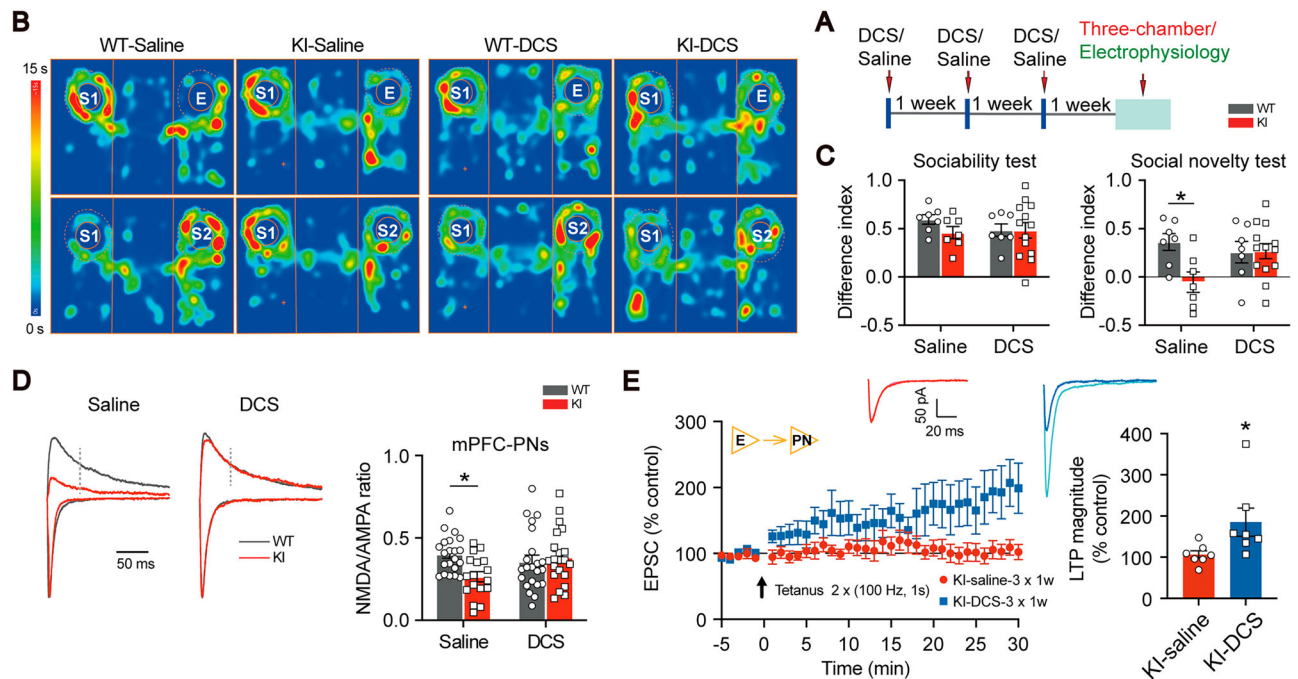 B
WT-Saline
KI-Saline
WT-DCS
KI-DCS
15 s
~15s
0s
0 s
S1
E
S1
E
S1
E
S1
E
S1
S2
S1
S2
S1
S2
S1
S2
A
DCS/
Saline
DCS/
Saline
DCS/
Saline
Three-chamber/
Electrophysiology
1 week
1 week
1 week
WT
KI
C
Sociability test
Difference index
1.0
0.5
0.0
-0.5
Saline
DCS
Social novelty test
Difference index
1.0
0.5
0.0
-0.5
*
Saline
DCS
D
Saline
DCS
WT
KI
50 ms
WT
KI
mPFC-PNs
NMDA/AMPA ratio
1.0
0.5
0.0
*
Saline
DCS
E
EPSC (% control)
300
200
100
0
E
PN
50 pA
20 ms
Tetanus 2 x (100 Hz, 1s)
KI-saline-3 x 1w
KI-DCS-3 x 1w
-5
0
5
10
15
20
25
30
Time (min)
LTP magnitude
(% control)
400
300
200
100
0
*
KI-saline
KI-DCS